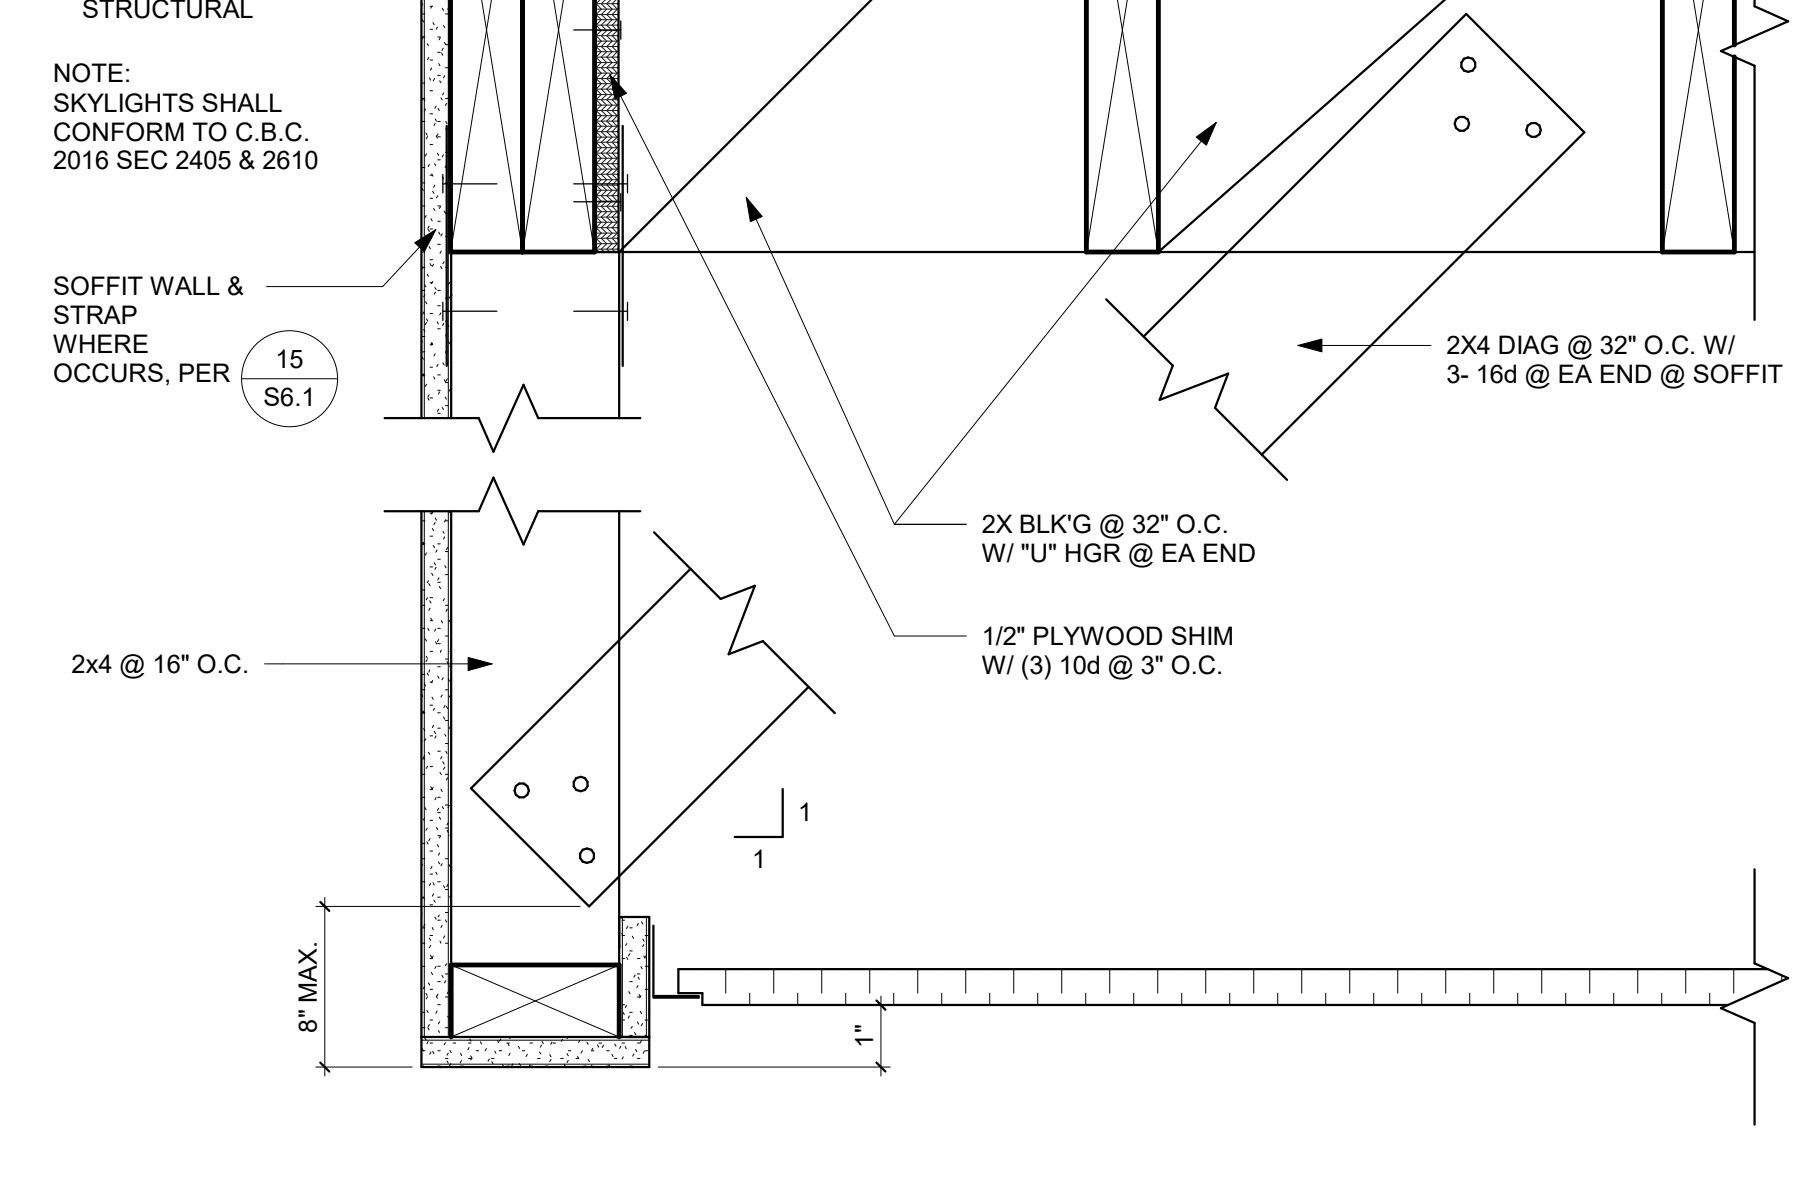 STRUCTURAL
NOTE:
SKYLIGHTS SHALL
CONFORM TO C.B.C.
2016 SEC 2405 & 2610
SOFFIT WALL &
STRAP
WHERE
OCCURS, PER
15
S6.1
2X4 DIAG @ 32" O.C. W/
3- 16d @ EA END @ SOFFIT
2X BLK'G @ 32" O.C.
W/ "U" HGR @ EA END
1/2" PLYWOOD SHIM
W/ (3) 10d @ 3" O.C.
2x4 @ 16" O.C.
1
1
8" MAX.
1"